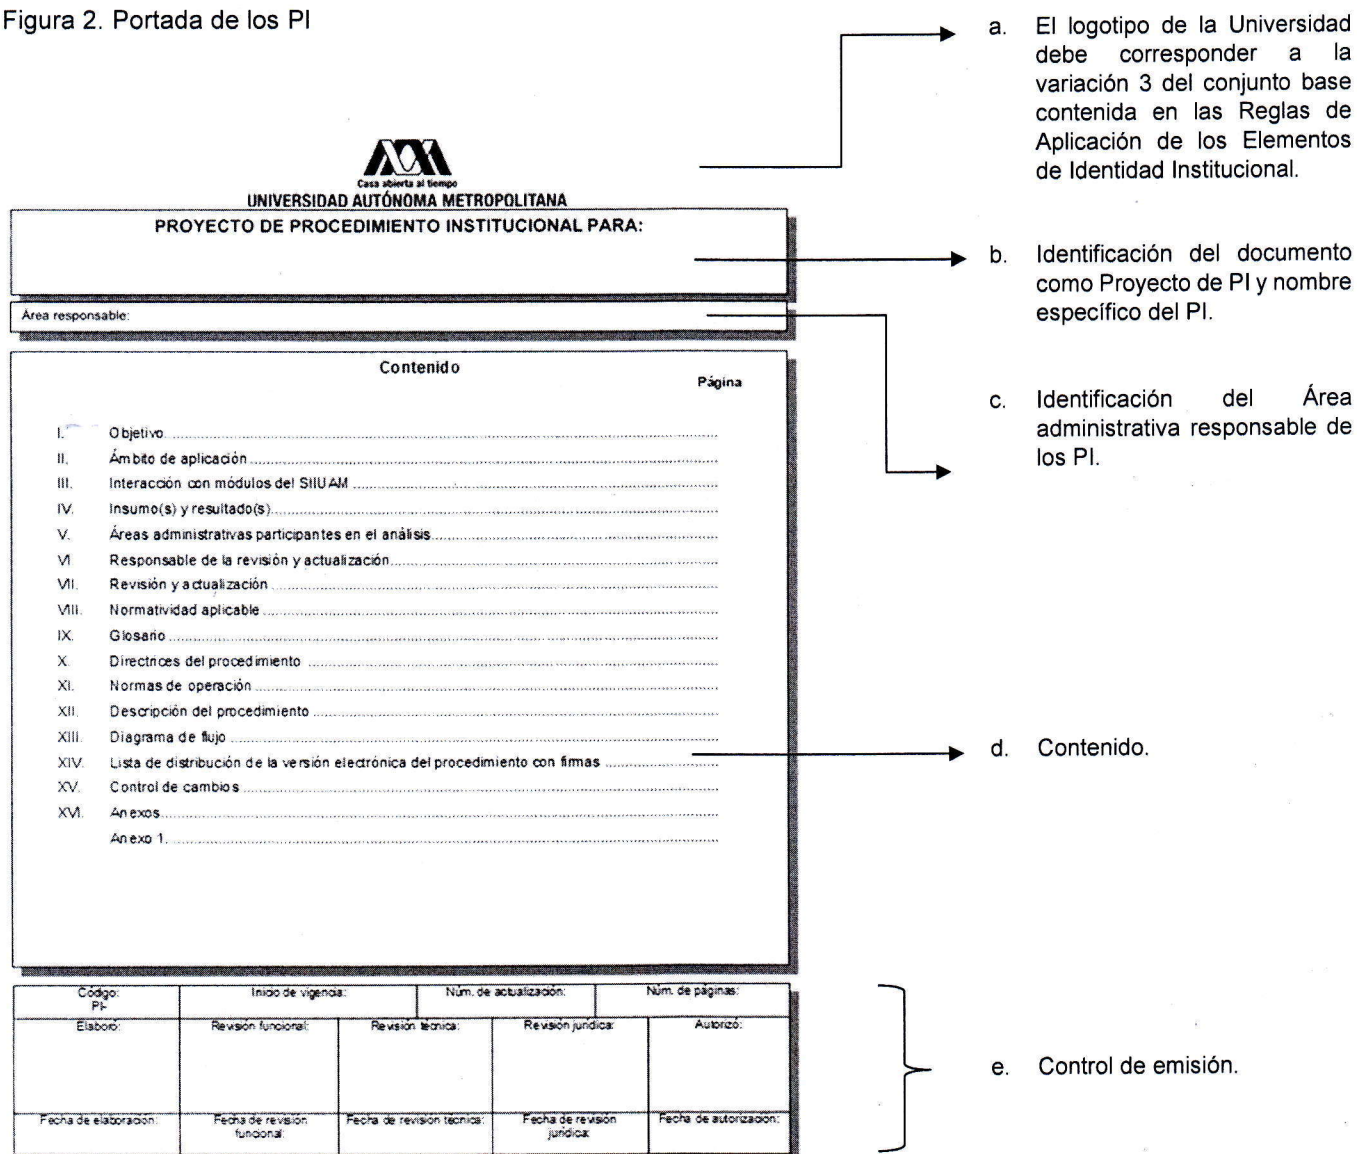 Figura 2. Portada de los PI
Casa abierta al tiempo
UNIVERSIDAD AUTÓNOMA METROPOLITANA
PROYECTO DE PROCEDIMIENTO INSTITUCIONAL PARA:
Área responsable:
Contenido
Página
I. Objetivo
II. Ámbito de aplicación
III. Interacción con módulos del SIIUAM
IV. Insumo(s) y resultado(s)
V. Áreas administrativas participantes en el análisis
VI Responsable de la revisión y actualización
VII. Revisión y actualización
VIII. Normatividad aplicable
IX. Glosario
X. Directrices del procedimiento
XI. Normas de operación
XII. Descripción del procedimiento
XIII. Diagrama de flujo
XIV. Lista de distribución de la versión electrónica del procedimiento con firmas
XV. Control de cambios
XVI. Anexos
Anexo 1.
Código: Inicio de vigencia: Núm. de actualización: Núm. de páginas:
PI-
Elaboró: Revisión funcional: Revisión técnica: Revisión jurídica: Autorizó:
Fecha de elaboración: Fecha de revisión funcional: Fecha de revisión técnica: Fecha de revisión jurídica: Fecha de autorización:
a. El logotipo de la Universidad
debe corresponder a la
variación 3 del conjunto base
contenida en las Reglas de
Aplicación de los Elementos
de Identidad Institucional.
b. Identificación del documento
como Proyecto de PI y nombre
específico del PI.
c. Identificación del Área
administrativa responsable de
los PI.
d. Contenido.
e. Control de emisión.